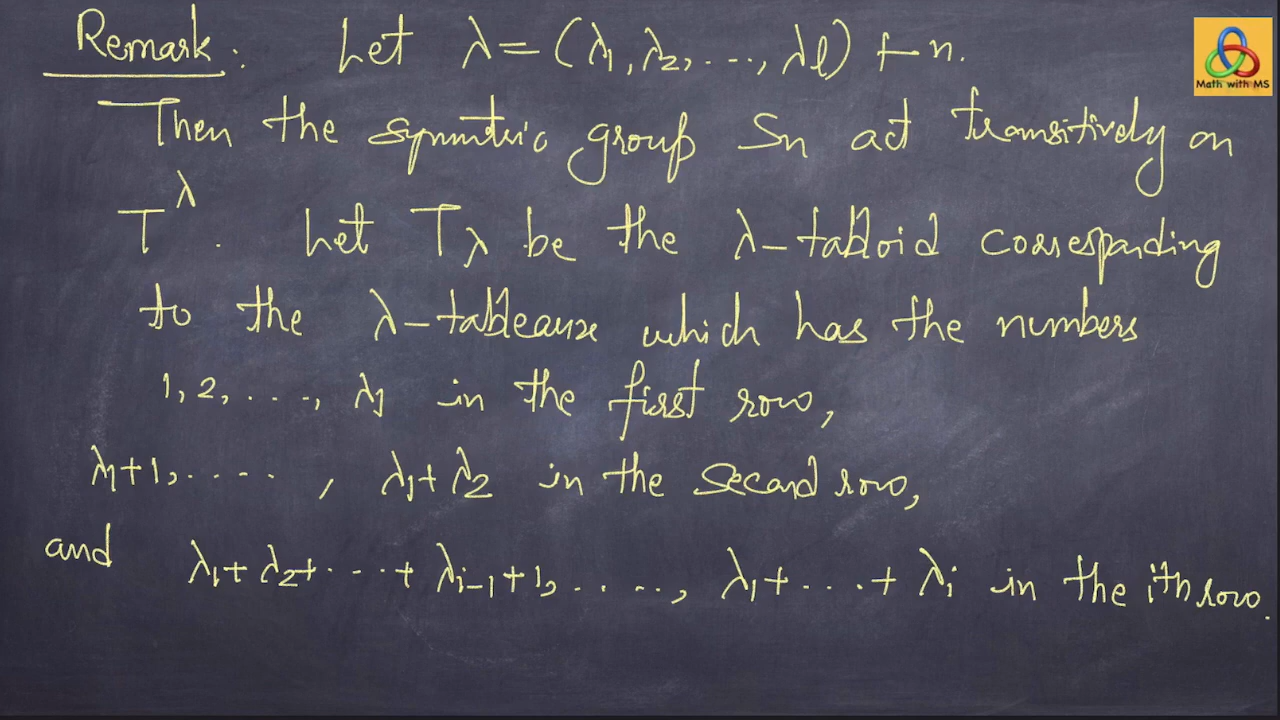 Remark: Let λ = (λ1, λ2, ..., λl) ⊢ n.
Math with MS
Then the symmetric group Sn act transitively on
T^λ. Let Tλ be the λ-tabloid corresponding
to the λ-tableaux which has the numbers
1, 2, ...., λ1 in the first row,
λ1+1, ....., λ1+λ2 in the second row,
and λ1+λ2+....+λi-1+1, ....., λ1+...+λi in the ith row.